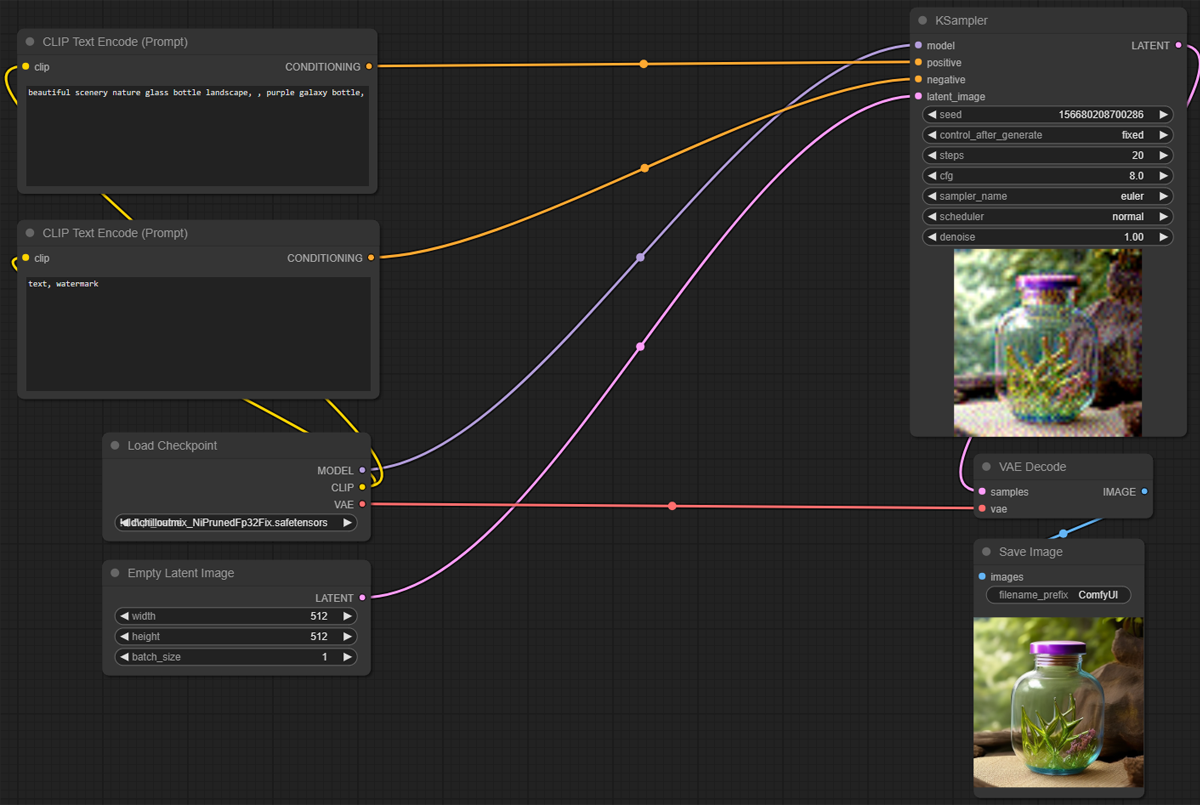 CLIP Text Encode (Prompt)
clip
CONDITIONING
beautiful scenery nature glass bottle landscape, , purple galaxy bottle,
CLIP Text Encode (Prompt)
clip
CONDITIONING
text, watermark
Load Checkpoint
MODEL
CLIP
VAE
chilloutmix_NiPrunedFp32Fix.safetensors
Empty Latent Image
LATENT
width 512
height 512
batch_size 1
KSampler
model LATENT
positive
negative
latent_image
seed 156680208700286
control_after_generate fixed
steps 20
cfg 8.0
sampler_name euler
scheduler normal
denoise 1.00
VAE Decode
samples IMAGE
vae
Save Image
images
filename_prefix ComfyUI